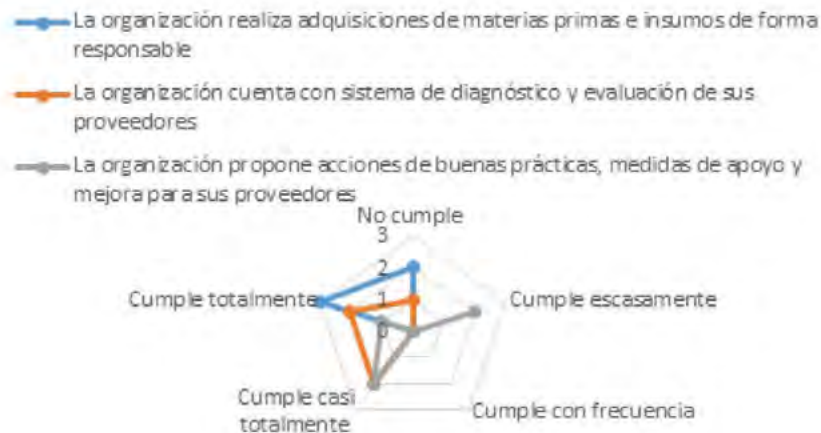 La organización realiza adquisiciones de materias primas e insumos de forma
responsable
La organización cuenta con sistema de diagnóstico y evaluación de sus
proveedores
La organización propone acciones de buenas prácticas, medidas de apoyo y
mejora para sus proveedores
No cumple
3
2
1
0
Cumple totalmente
Cumple escasamente
Cumple casi
totalmente
Cumple con frecuencia